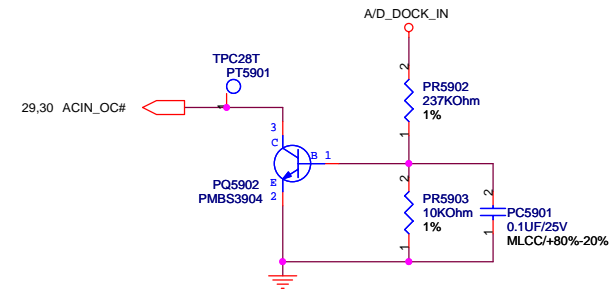 A/D_DOCK_IN
TPC28T
PT5901
29,30 ACIN_OC#
2
PR5902
237KOhm
1%
1
3
C
B 1
E
2
PQ5902
PMBS3904
2
PR5903
10KOhm
1%
1
2
PC5901
0.1UF/25V
MLCC/+80%-20%
1